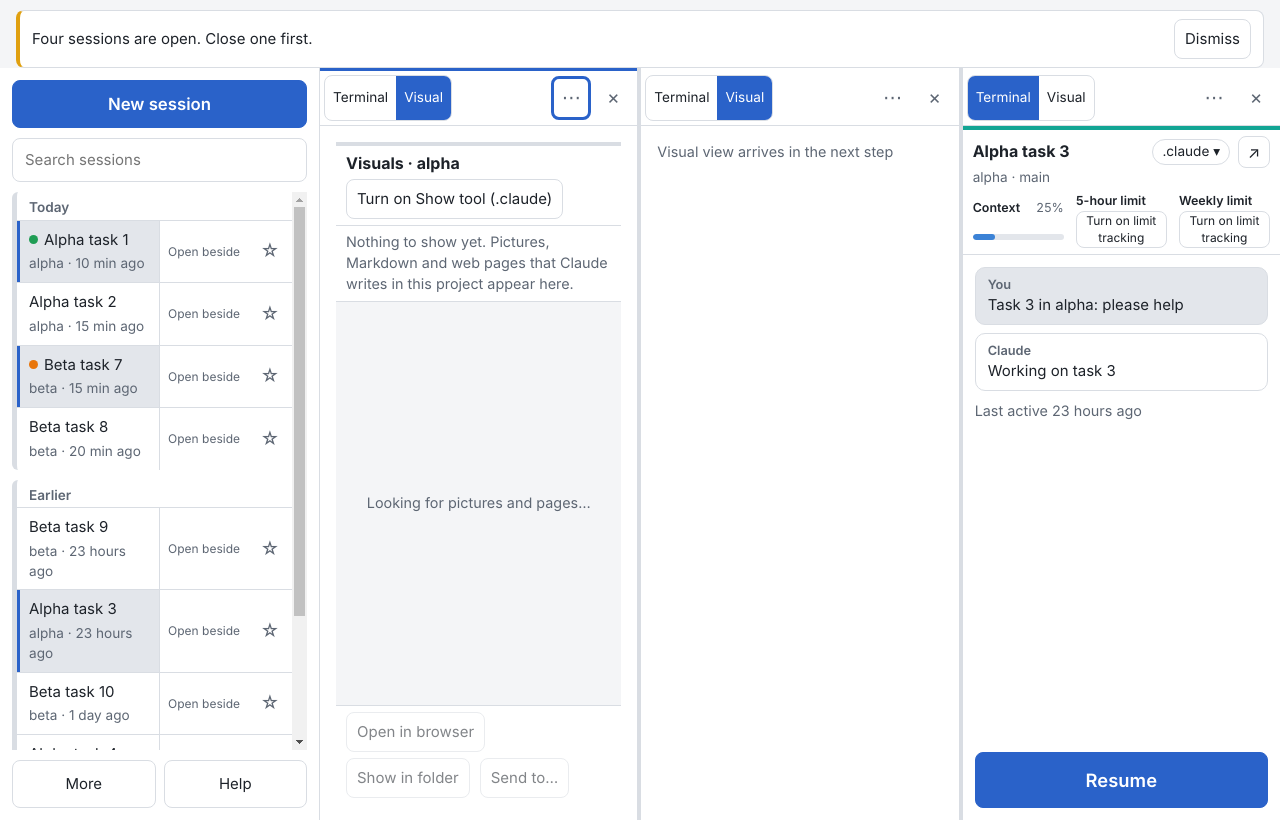 Four sessions are open. Close one first.
Dismiss
New session
Search sessions
Today
Alpha task 1
alpha · 10 min ago
Open beside
Alpha task 2
alpha · 15 min ago
Open beside
Beta task 7
beta · 15 min ago
Open beside
Beta task 8
beta · 20 min ago
Open beside
Earlier
Beta task 9
beta · 23 hours
ago
Open beside
Alpha task 3
alpha · 23 hours
ago
Open beside
Beta task 10
beta · 1 day ago
Open beside
More
Help
Terminal
Visual
Visuals · alpha
Turn on Show tool (.claude)
Nothing to show yet. Pictures,
Markdown and web pages that Claude
writes in this project appear here.
Looking for pictures and pages...
Open in browser
Show in folder
Send to...
Terminal
Visual
Visual view arrives in the next step
Terminal
Visual
Alpha task 3
.claude ▾
alpha · main
Context
25%
5-hour limit
Turn on limit
tracking
Weekly limit
Turn on limit
tracking
You
Task 3 in alpha: please help
Claude
Working on task 3
Last active 23 hours ago
Resume